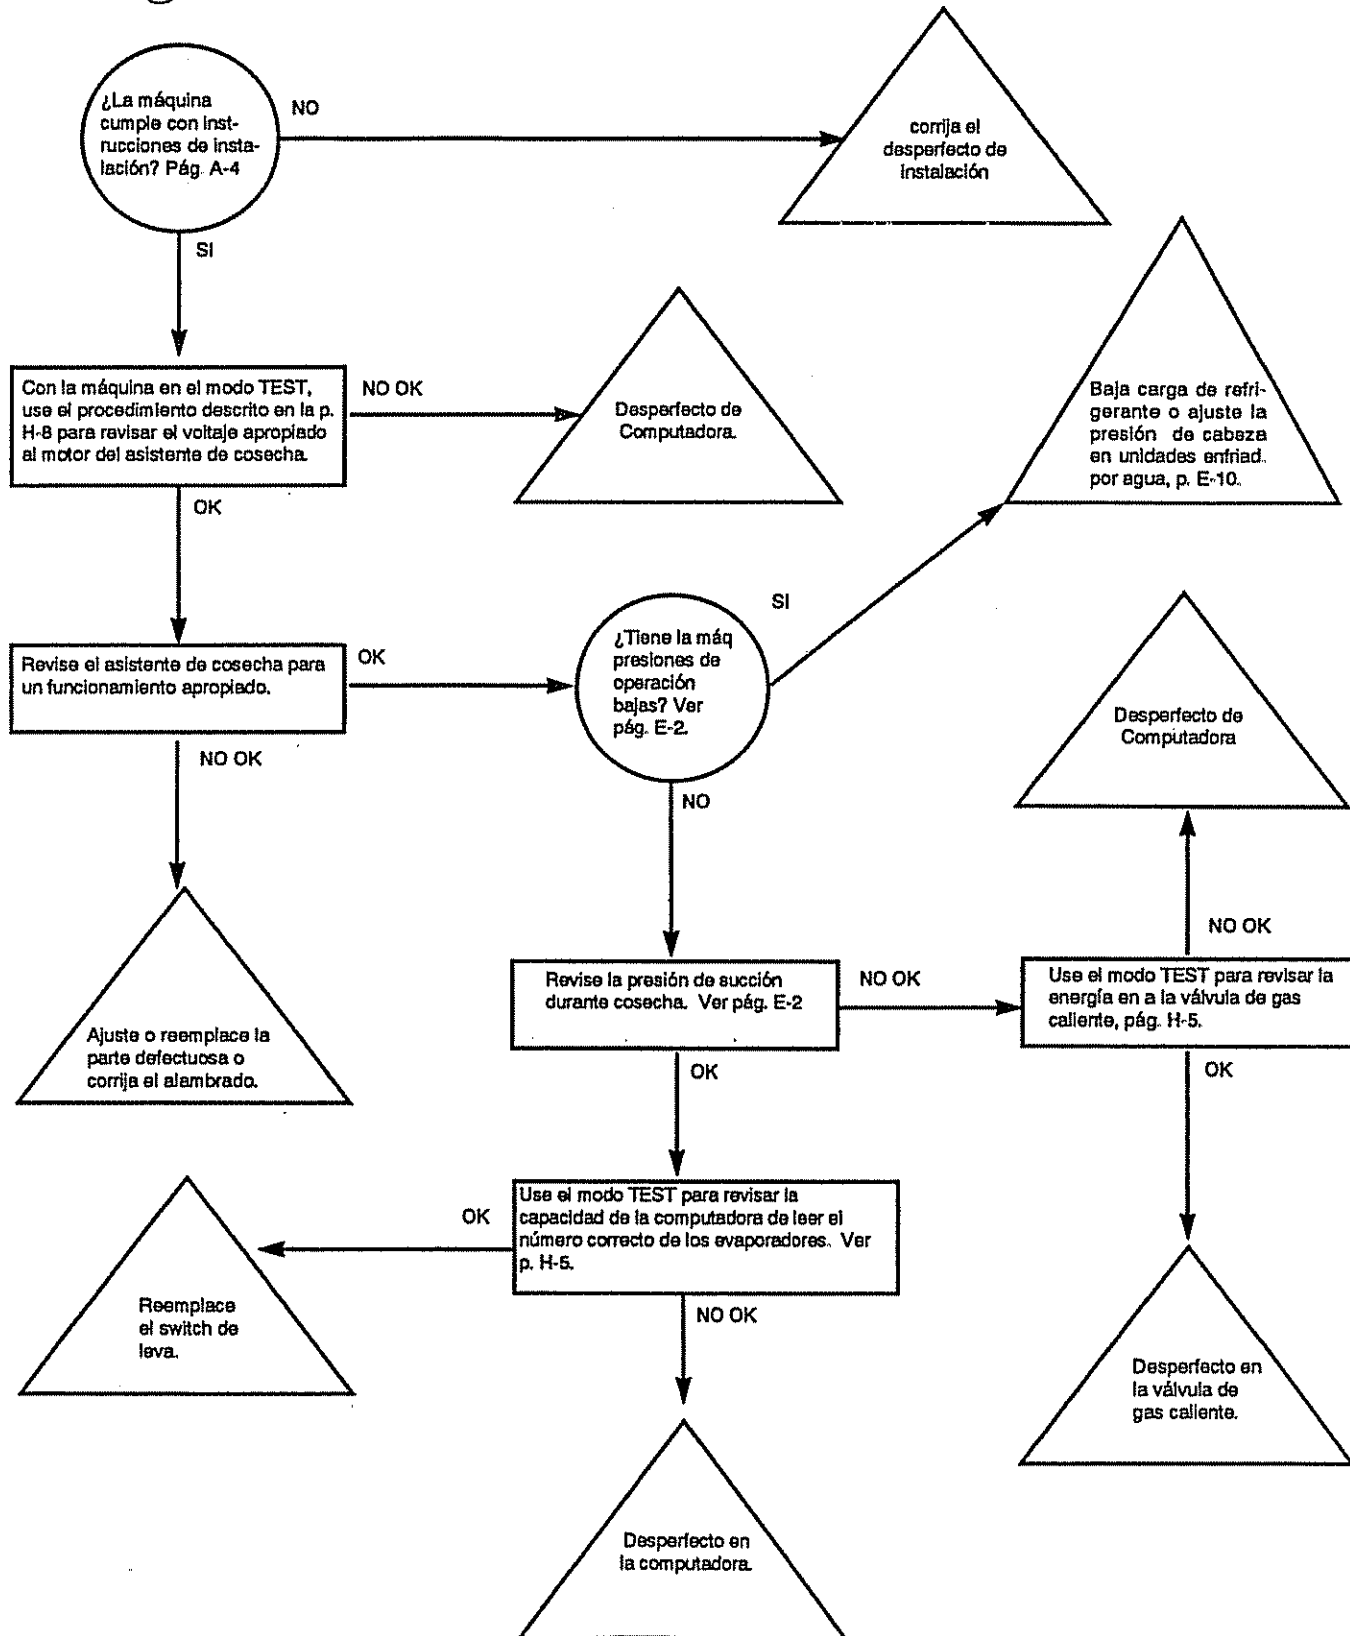 ¿La máquina
cumple con inst-
rucciones de insta-
lación? Pág. A-4
NO
corrija el
desperfecto de
instalación
SI
Con la máquina en el modo TEST,
use el procedimiento descrito en la p.
H-8 para revisar el voltaje apropiado
al motor del asistente de cosecha.
NO OK
Desperfecto de
Computadora.
Baja carga de refri-
gerante o ajuste la
presión de cabeza
en unidades enfriad.
por agua, p. E-10.
OK
SI
Revise el asistente de cosecha para
un funcionamiento apropiado.
OK
¿Tiene la máq
presiones de
operación
bajas? Ver
pág. E-2.
Desperfecto de
Computadora
NO OK
NO
NO OK
Revise la presión de succión
durante cosecha. Ver pág. E-2
NO OK
Use el modo TEST para revisar la
energía en a la válvula de gas
caliente, pág. H-5.
Ajuste o reemplace la
parte defectuosa o
corrija el alambrado.
OK
OK
Use el modo TEST para revisar la
capacidad de la computadora de leer el
número correcto de los evaporadores. Ver
p. H-5.
OK
Reemplace
el switch de
leva.
NO OK
Desperfecto en
la válvula de
gas caliente.
Desperfecto en
la computadora.